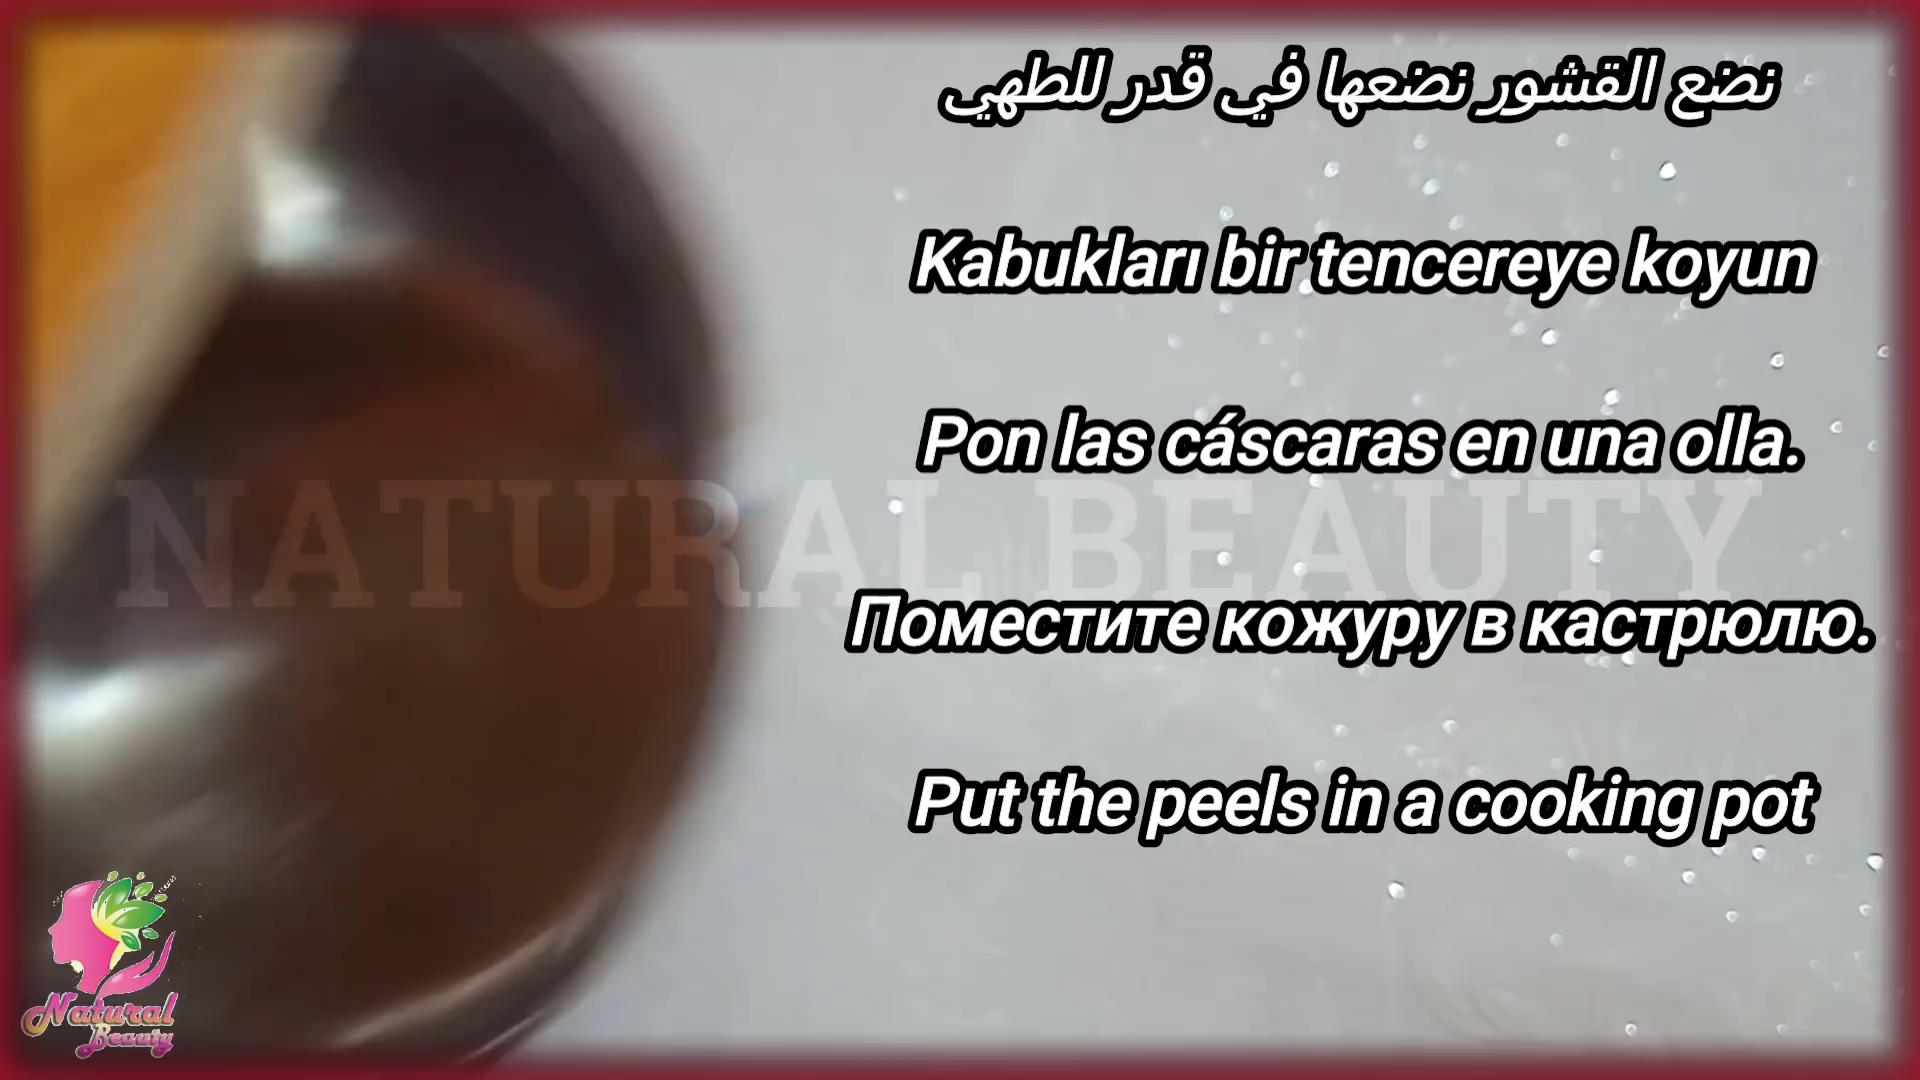 نضع القشور نضعها في قدر للطهي
Kabukları bir tencereye koyun
Pon las cáscaras en una olla.
NATURAL BEAUTY
Поместите кожуру в кастрюлю.
Put the peels in a cooking pot
Natural
Beauty